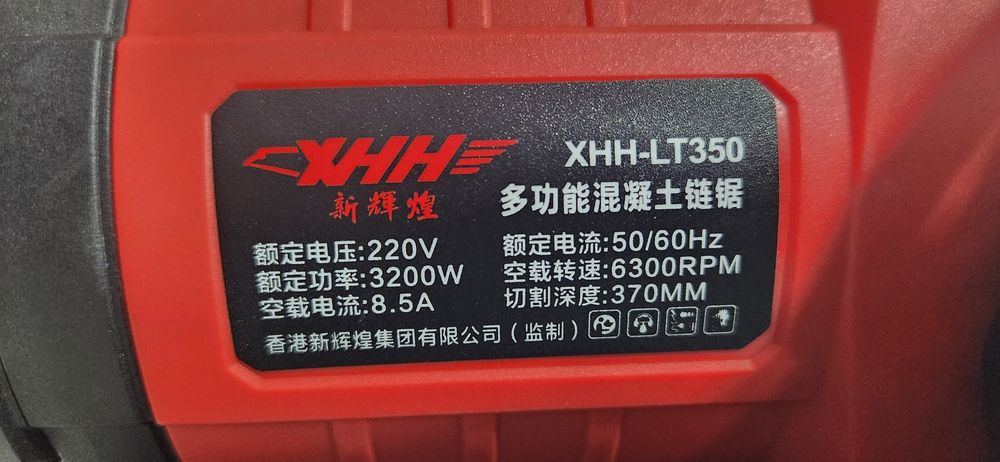 XHH
新辉煌
XHH-LT350
多功能混凝土链锯
额定电压:220V
额定功率:3200W
空载电流:8.5A
额定电流:50/60Hz
空载转速:6300RPM
切割深度:370MM
香港新辉煌集团有限公司（监制）